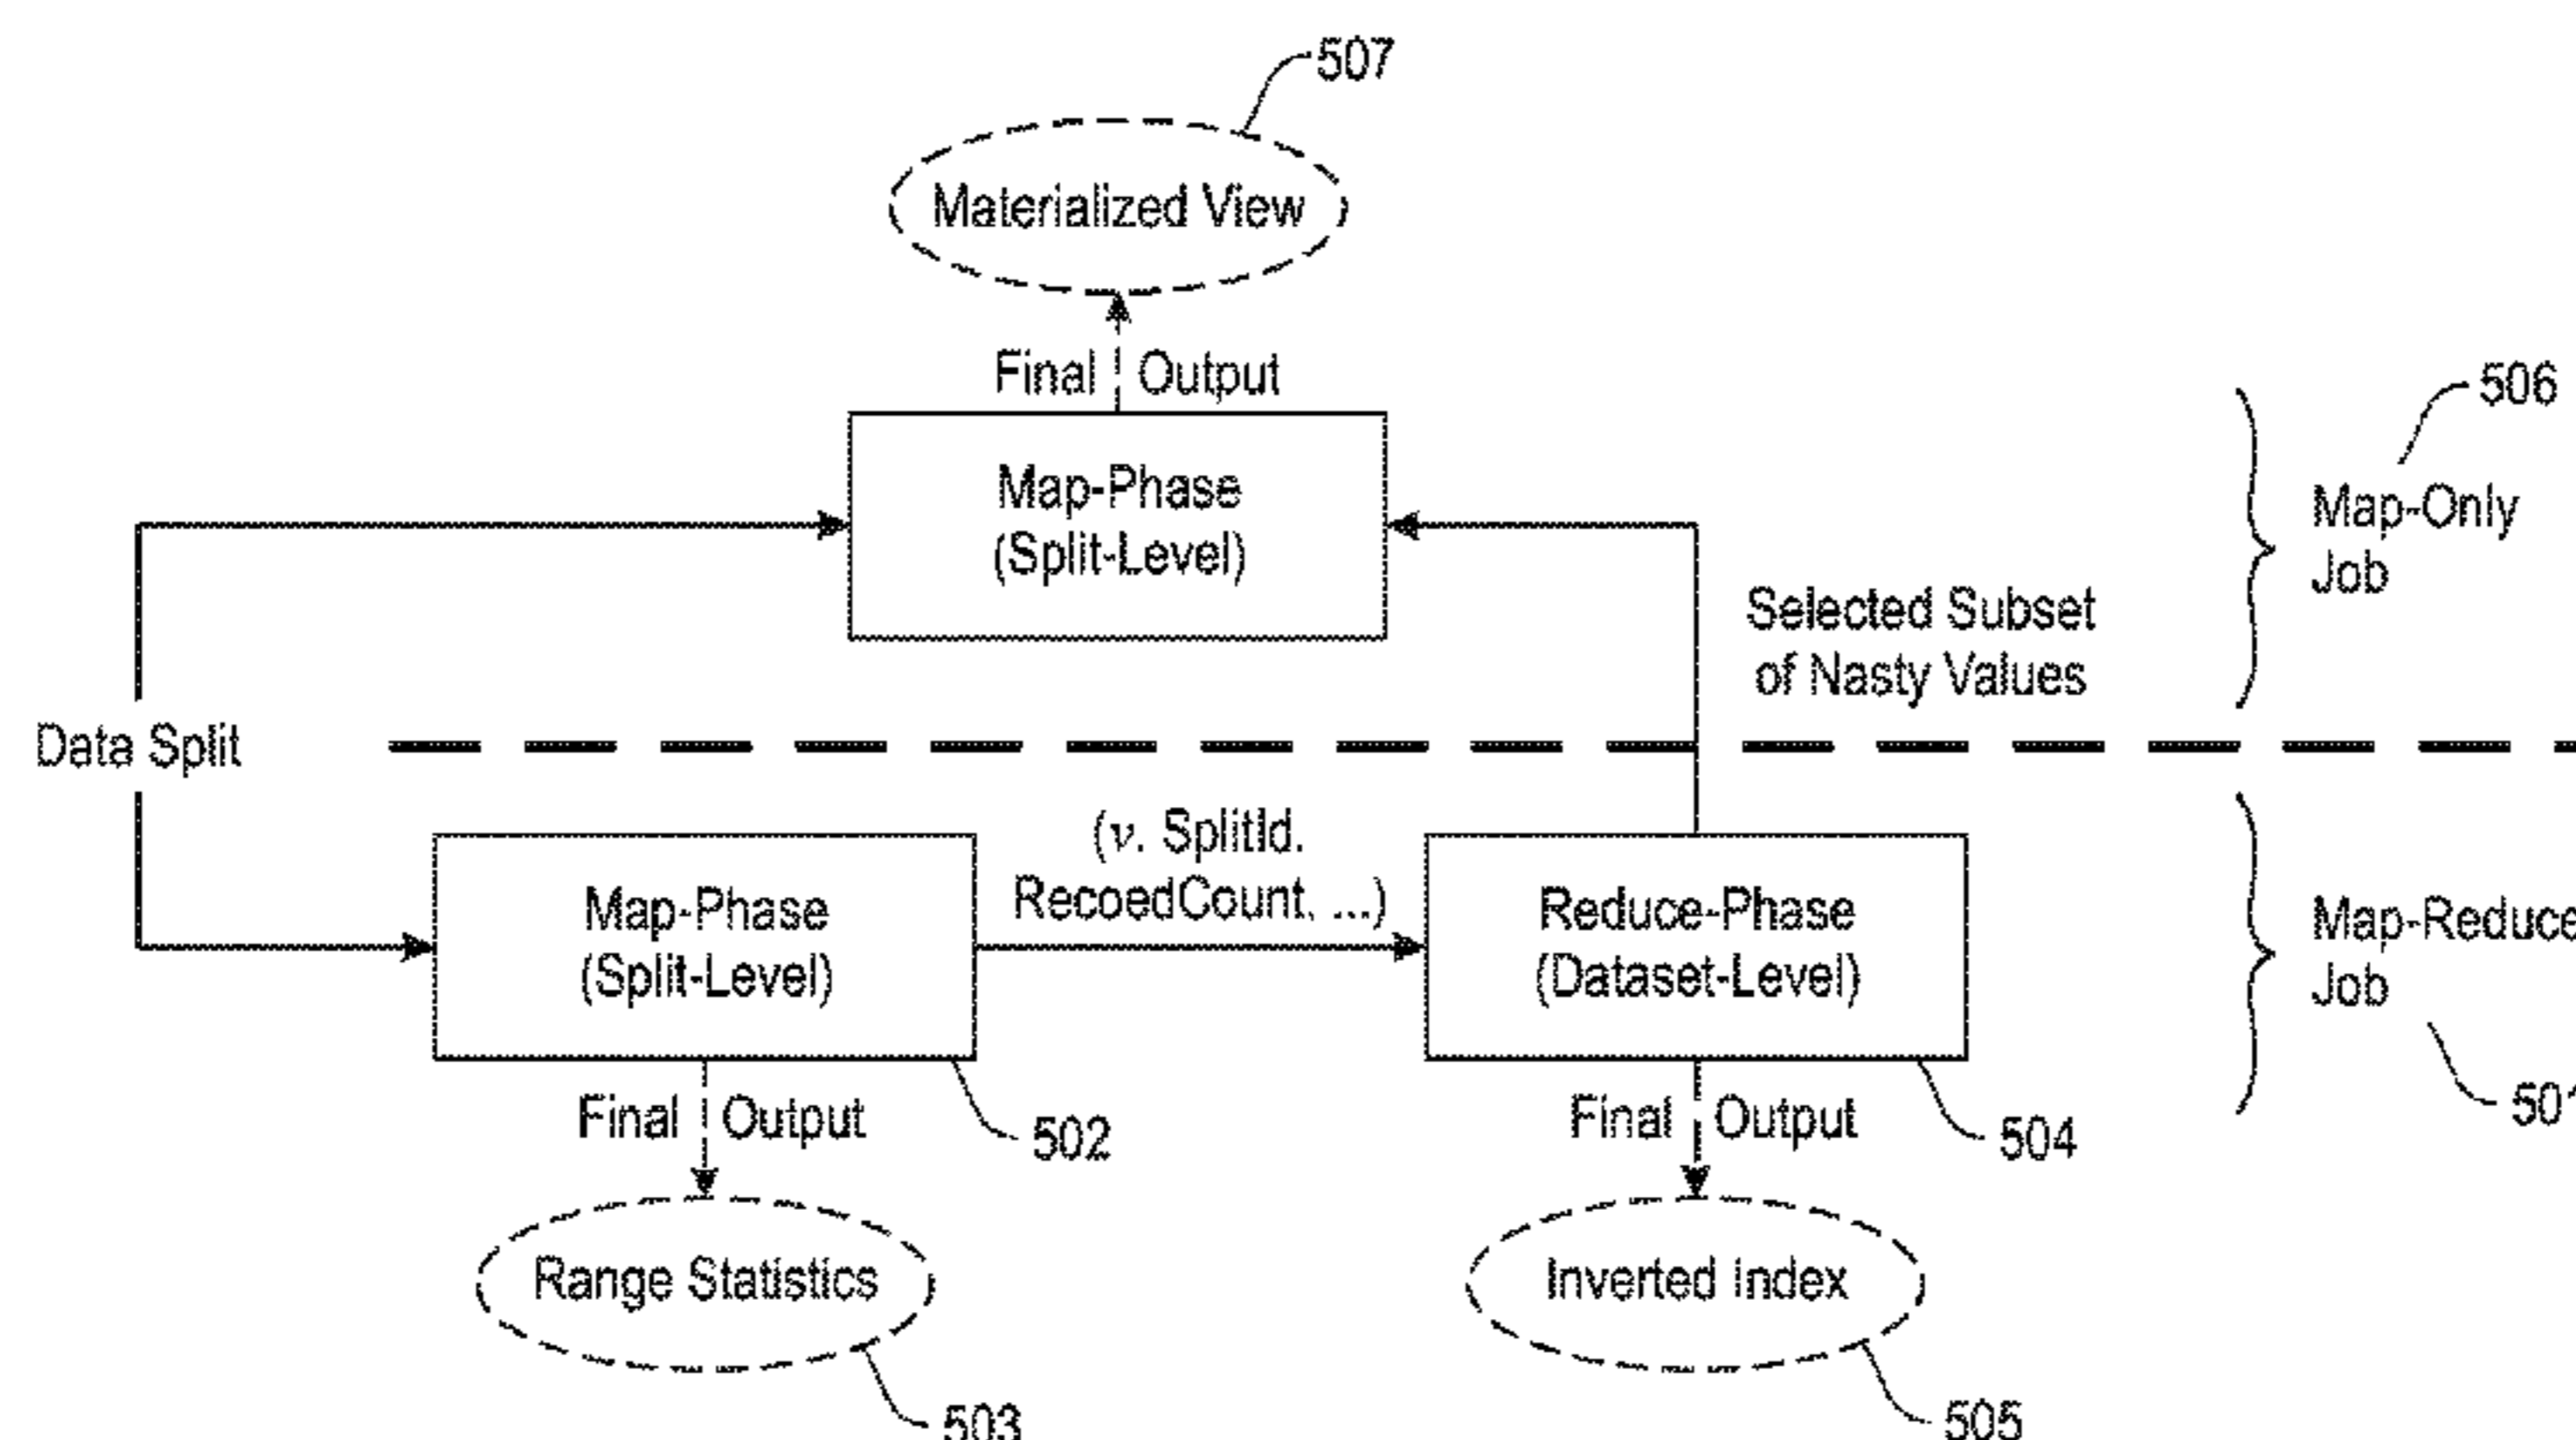 507
Materialized View
Final Output
506
Map-Phase
(Split-Level)
Map-Only
Job
Selected Subset
of Nasty Values
Data Split
(v. SplitId.
RecoedCount. ...)
Map-Phase
(Split-Level)
Reduce-Phase
(Dataset-Level)
Map-Reduce
Job
Final Output
502
Final Output
504
501
Range Statistics
Inverted Index
503
505